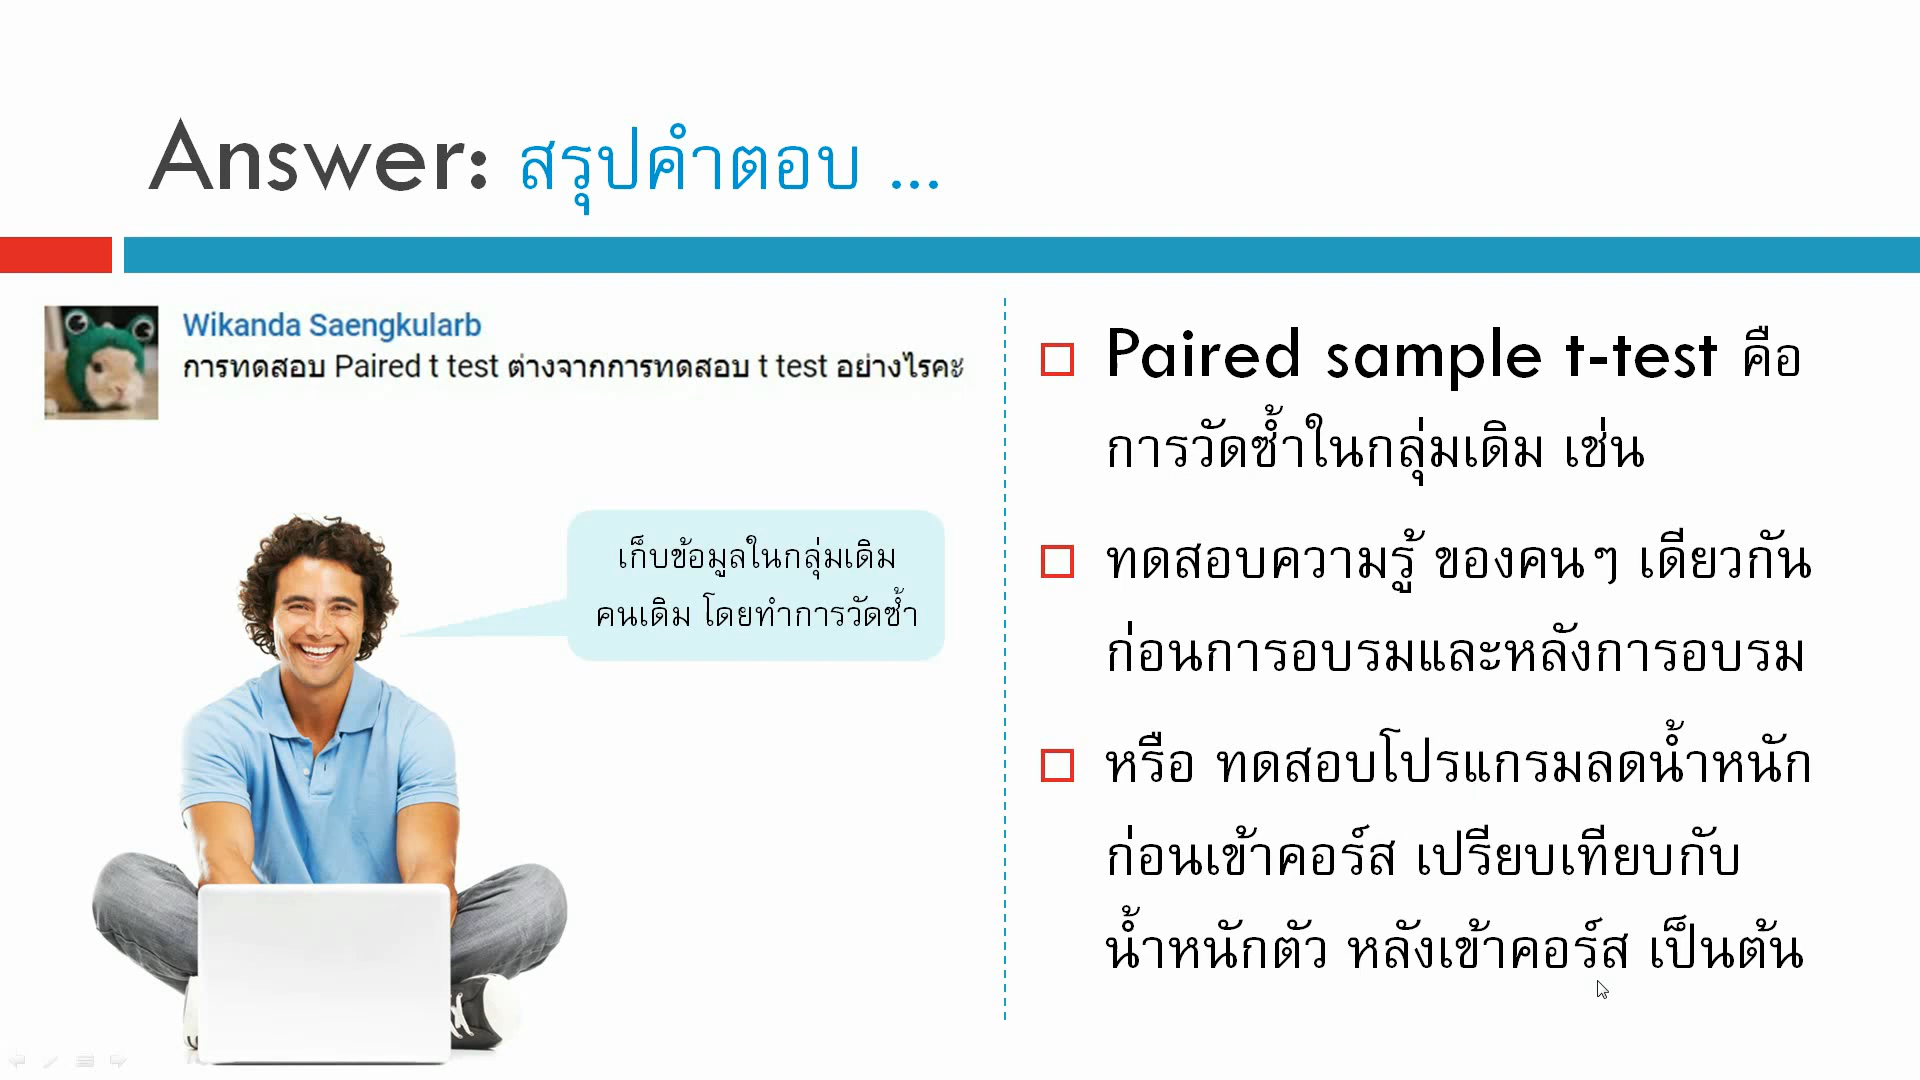 Answer: สรุปคำตอบ ...
Wikanda Saengkularb
การทดสอบ Paired t test ต่างจากการทดสอบ t test อย่างไรคะ
เก็บข้อมูลในกลุ่มเดิม
คนเดิม โดยทำการวัดซ้ำ
Paired sample t-test คือ
การวัดซ้ำในกลุ่มเดิม เช่น
ทดสอบความรู้ ของคนๆ เดียวกัน
ก่อนการอบรมและหลังการอบรม
หรือ ทดสอบโปรแกรมลดน้ำหนัก
ก่อนเข้าคอร์ส เปรียบเทียบกับ
น้ำหนักตัว หลังเข้าคอร์ส เป็นต้น